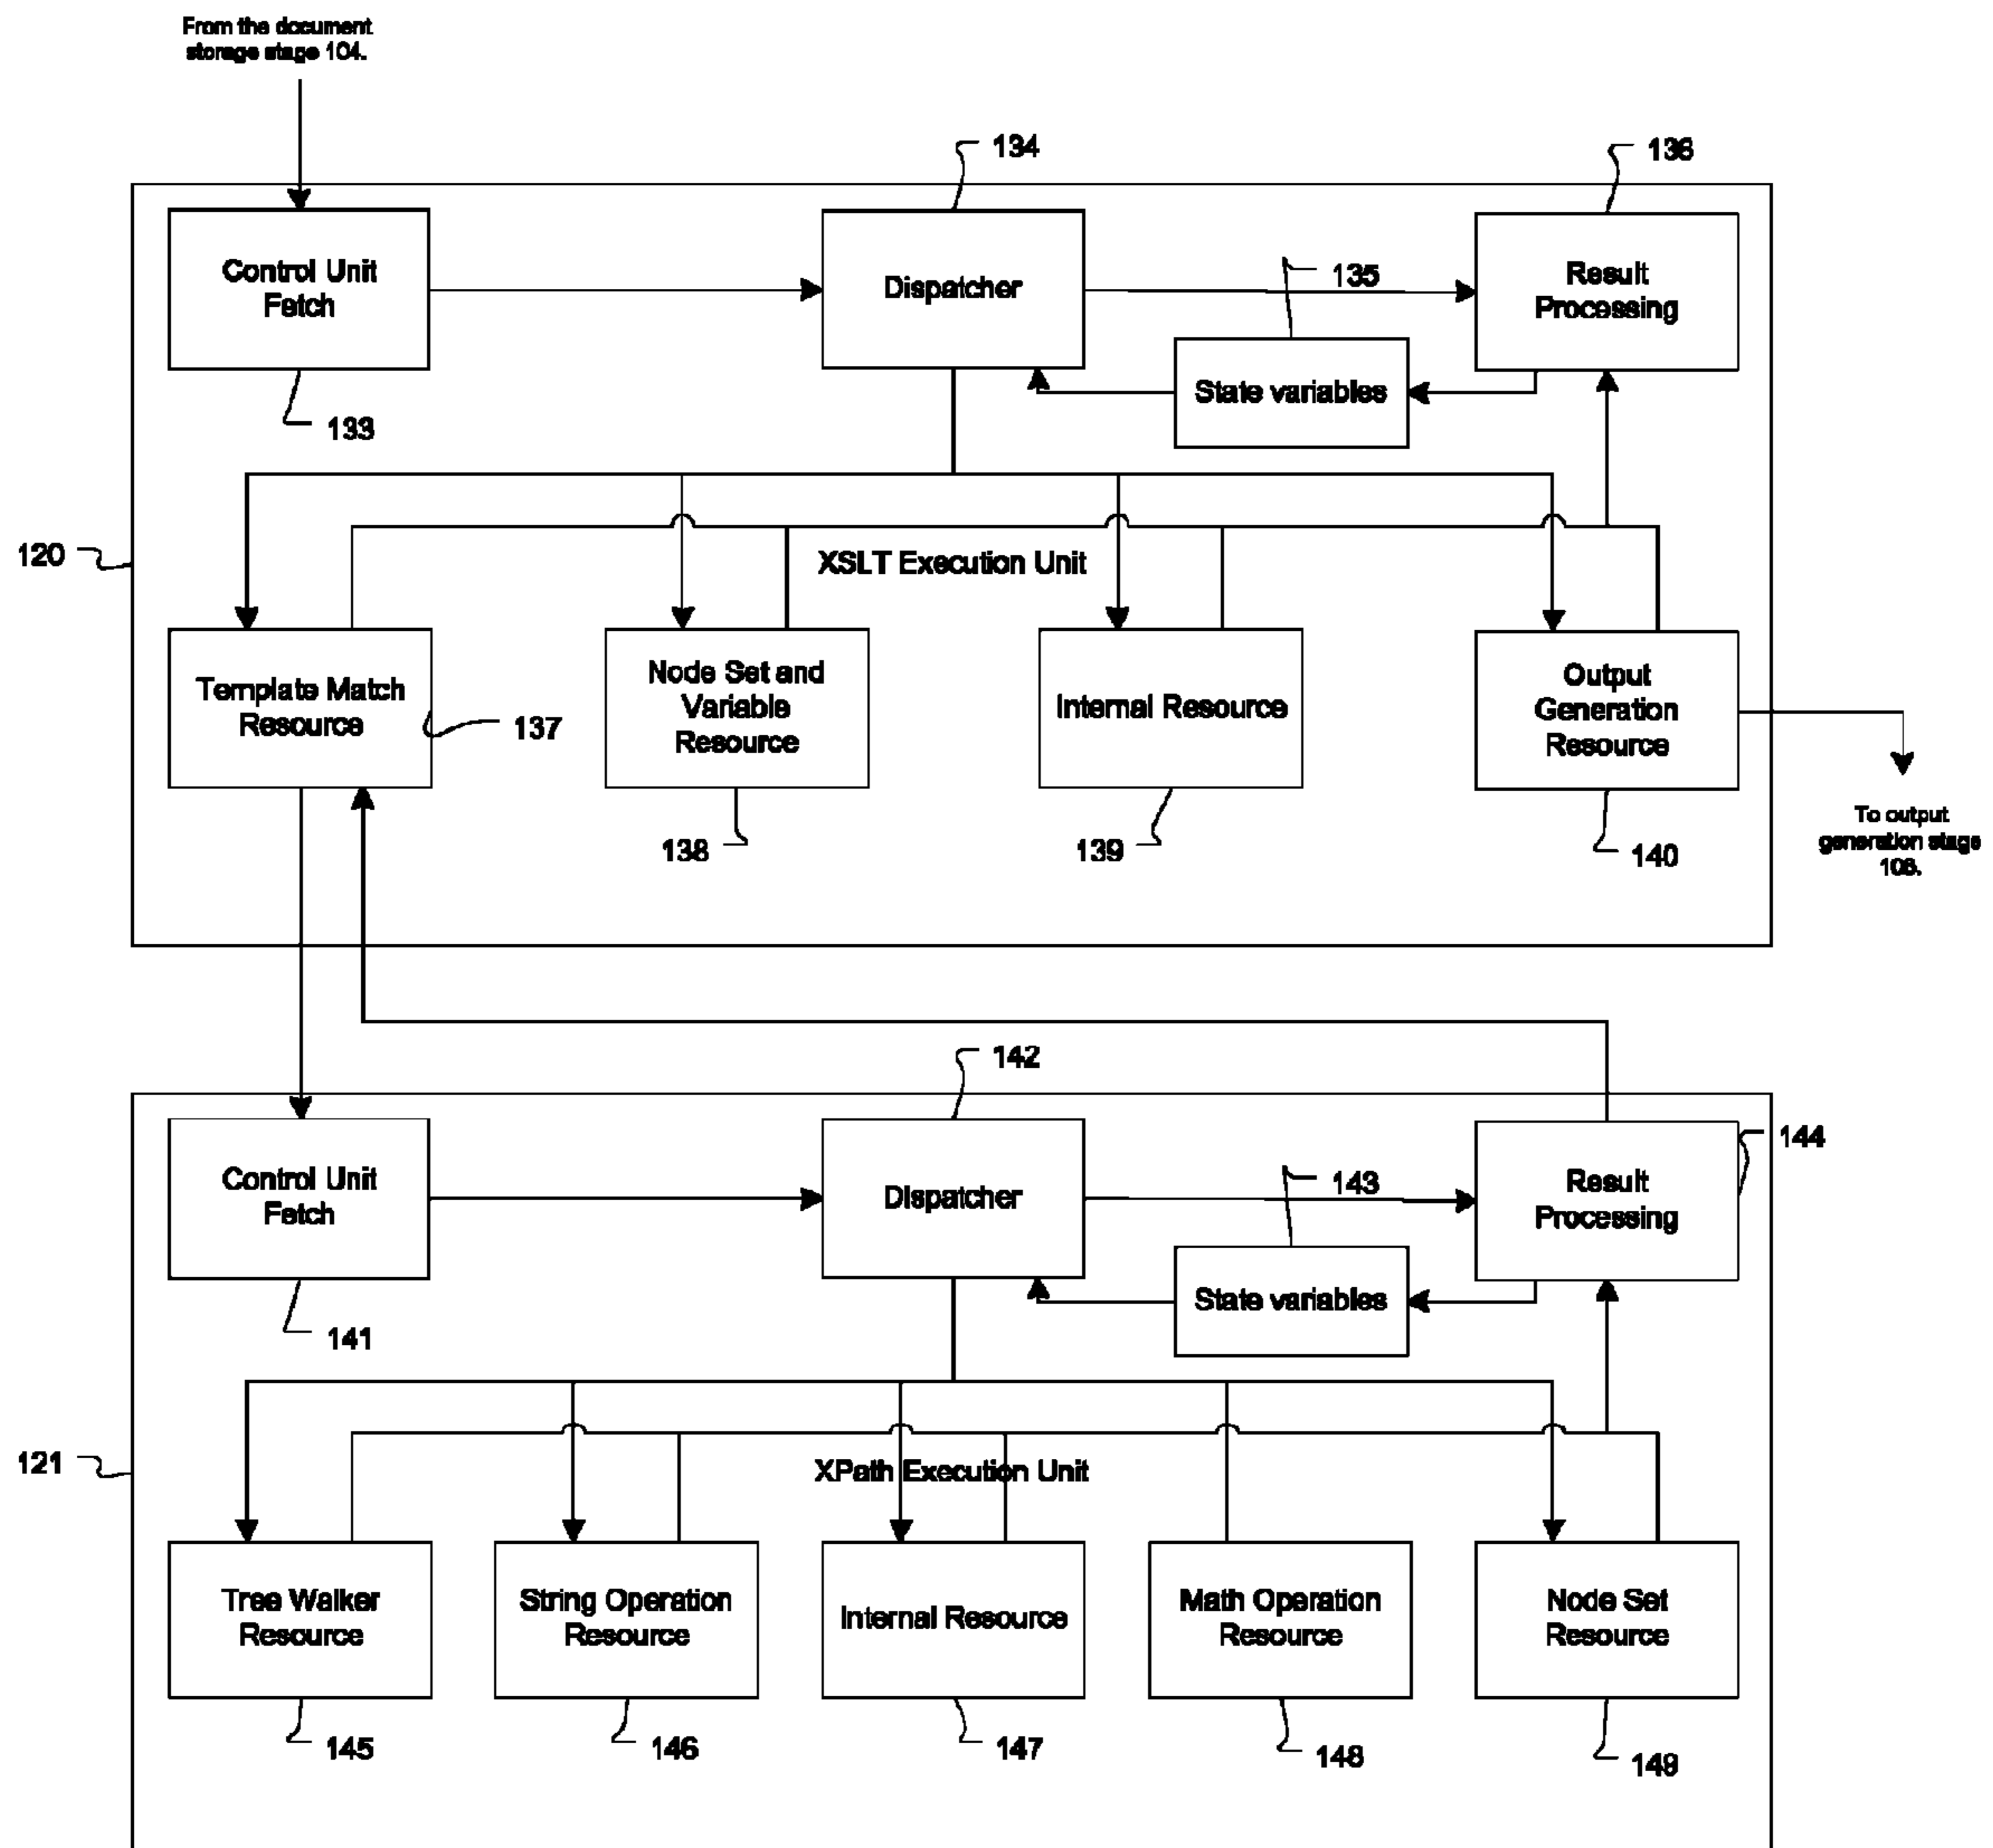 From the document
storage stage 104.
134
136
Control Unit
Fetch
Dispatcher
135
Result
Processing
State variables
133
120
XSLT Execution Unit
Template Match
Resource
137
Node Set and
Variable
Resource
Internal Resource
Output
Generation
Resource
138
139
140
To output
generation stage
106.
142
144
Control Unit
Fetch
Dispatcher
143
Result
Processing
State variables
141
121
XPath Execution Unit
Tree Walker
Resource
String Operation
Resource
Internal Resource
Math Operation
Resource
Node Set
Resource
145
146
147
148
149